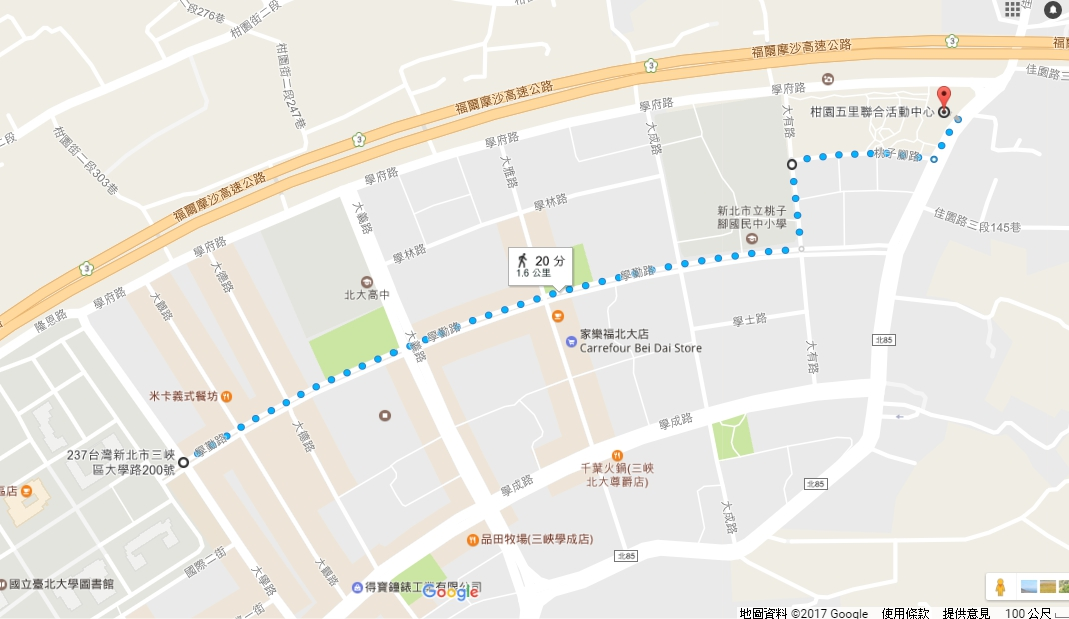 段276巷
柑園街二段
柑園街二段247巷
福爾摩沙高速公路
3
福爾
佳園路三
學府路
3
柑園五里聯合活動中心
福爾摩沙高速公路
學府路
大有路
大成路
桃子腳路
3
學府路
大雅路
柑園街二段303巷
學府路
福爾摩沙高速公路
學林路
大義路
新北市立桃子
腳國民中小學
佳園路三段145巷
學府路
學林路
20 分
1.6 公里
學勤路
3
大德路
北大高中
學府路
大觀路
隆恩路
學勤路
家樂福北大店
Carrefour Bei Dai Store
學士路
大有路
北85
大義路
米卡義式餐坊
學勤路
大德路
學成路
237台灣新北市三峽
區大學路200號
千葉火鍋(三峽
北大尊爵店)
區店
學成路
北85
大成路
品田牧場(三峽學成店)
北85
國際二街
大學路
大觀路
國立臺北大學圖書館
得寶鐘錶工業有限公司
Google
一街
地圖資料 ©2017 Google 使用條款 提供意見 100 公尺